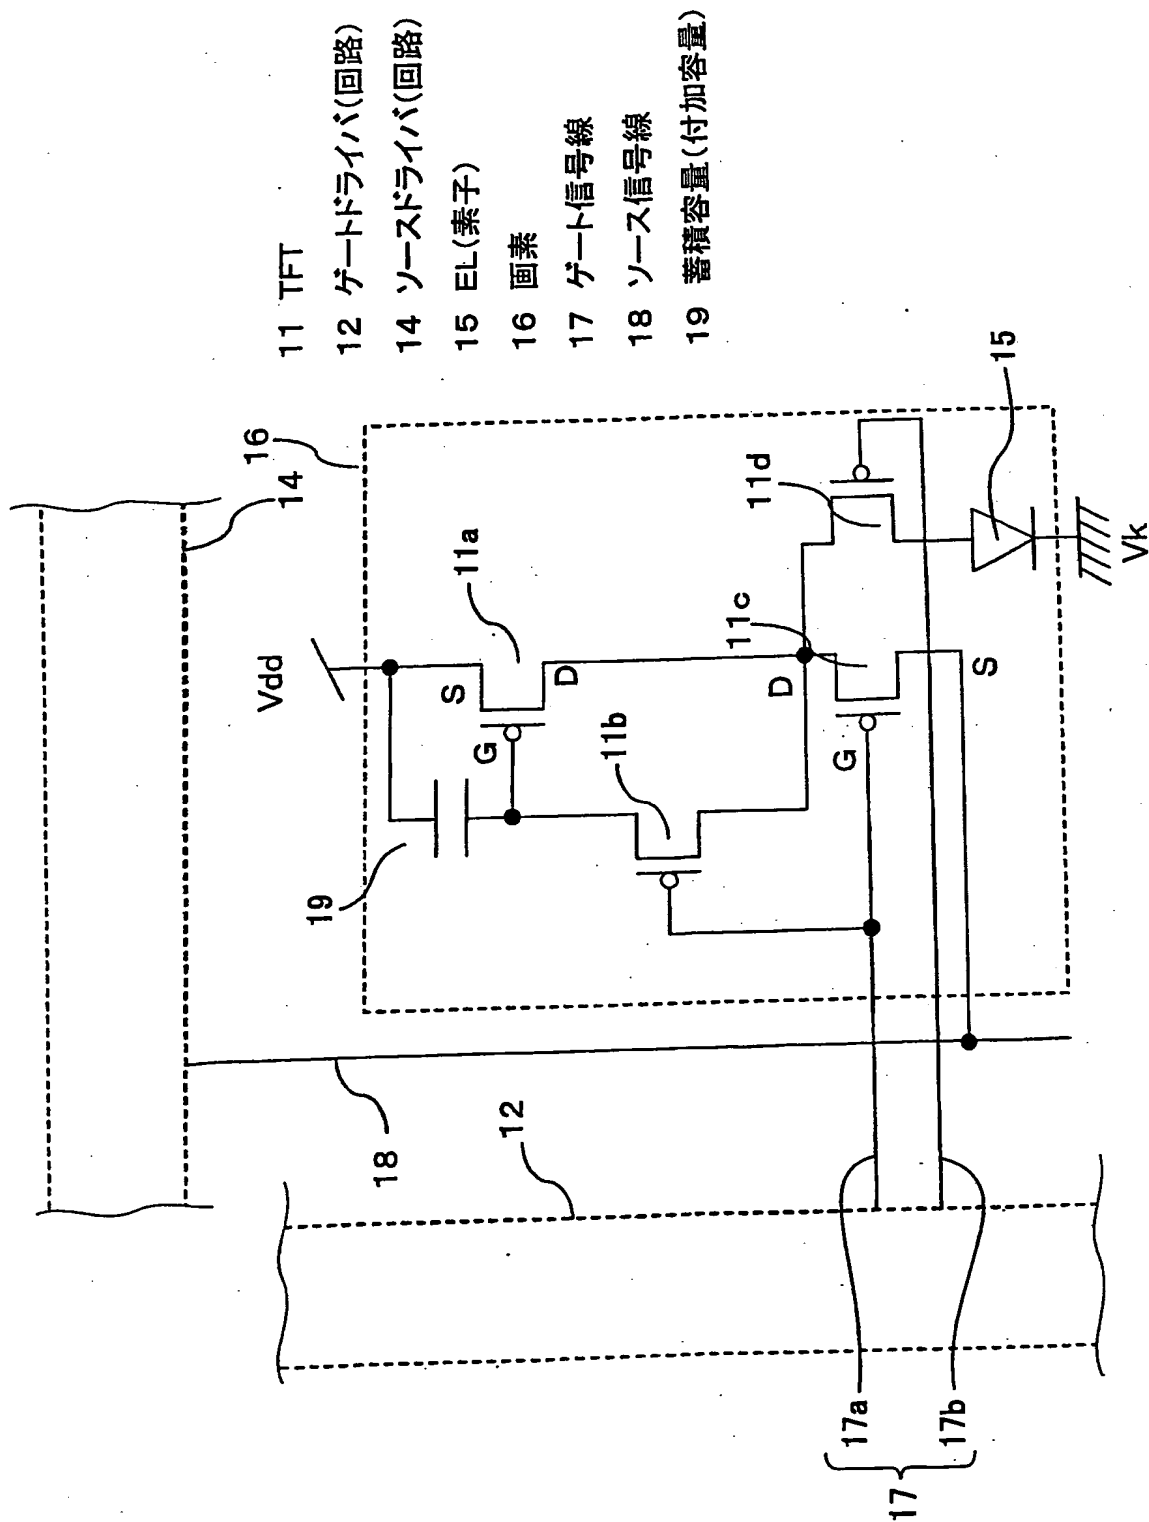 11 TFT
12 ゲートドライバ(回路)
14 ソースドライバ(回路)
15 EL(素子)
16 画素
17 ゲート信号線
18 ソース信号線
19 蓄積容量(付加容量)
14
16
Vdd
19
S
11a
D
G
11b
D
11c
11d
G
S
15
Vk
18
12
17a
17b
17